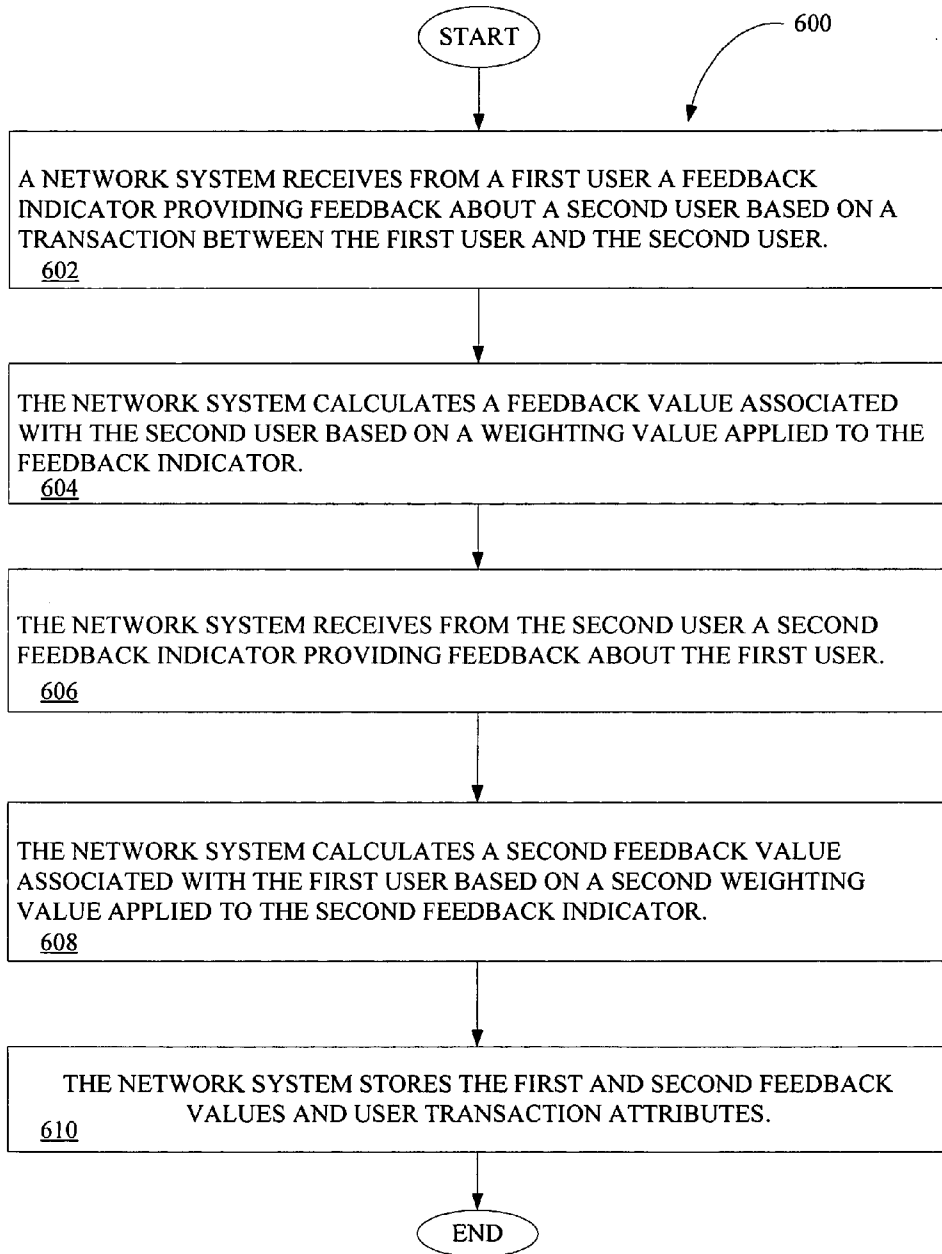 START
600
A NETWORK SYSTEM RECEIVES FROM A FIRST USER A FEEDBACK
INDICATOR PROVIDING FEEDBACK ABOUT A SECOND USER BASED ON A
TRANSACTION BETWEEN THE FIRST USER AND THE SECOND USER.
602
THE NETWORK SYSTEM CALCULATES A FEEDBACK VALUE ASSOCIATED
WITH THE SECOND USER BASED ON A WEIGHTING VALUE APPLIED TO THE
FEEDBACK INDICATOR.
604
THE NETWORK SYSTEM RECEIVES FROM THE SECOND USER A SECOND
FEEDBACK INDICATOR PROVIDING FEEDBACK ABOUT THE FIRST USER.
606
THE NETWORK SYSTEM CALCULATES A SECOND FEEDBACK VALUE
ASSOCIATED WITH THE FIRST USER BASED ON A SECOND WEIGHTING
VALUE APPLIED TO THE SECOND FEEDBACK INDICATOR.
608
THE NETWORK SYSTEM STORES THE FIRST AND SECOND FEEDBACK
VALUES AND USER TRANSACTION ATTRIBUTES.
610
END